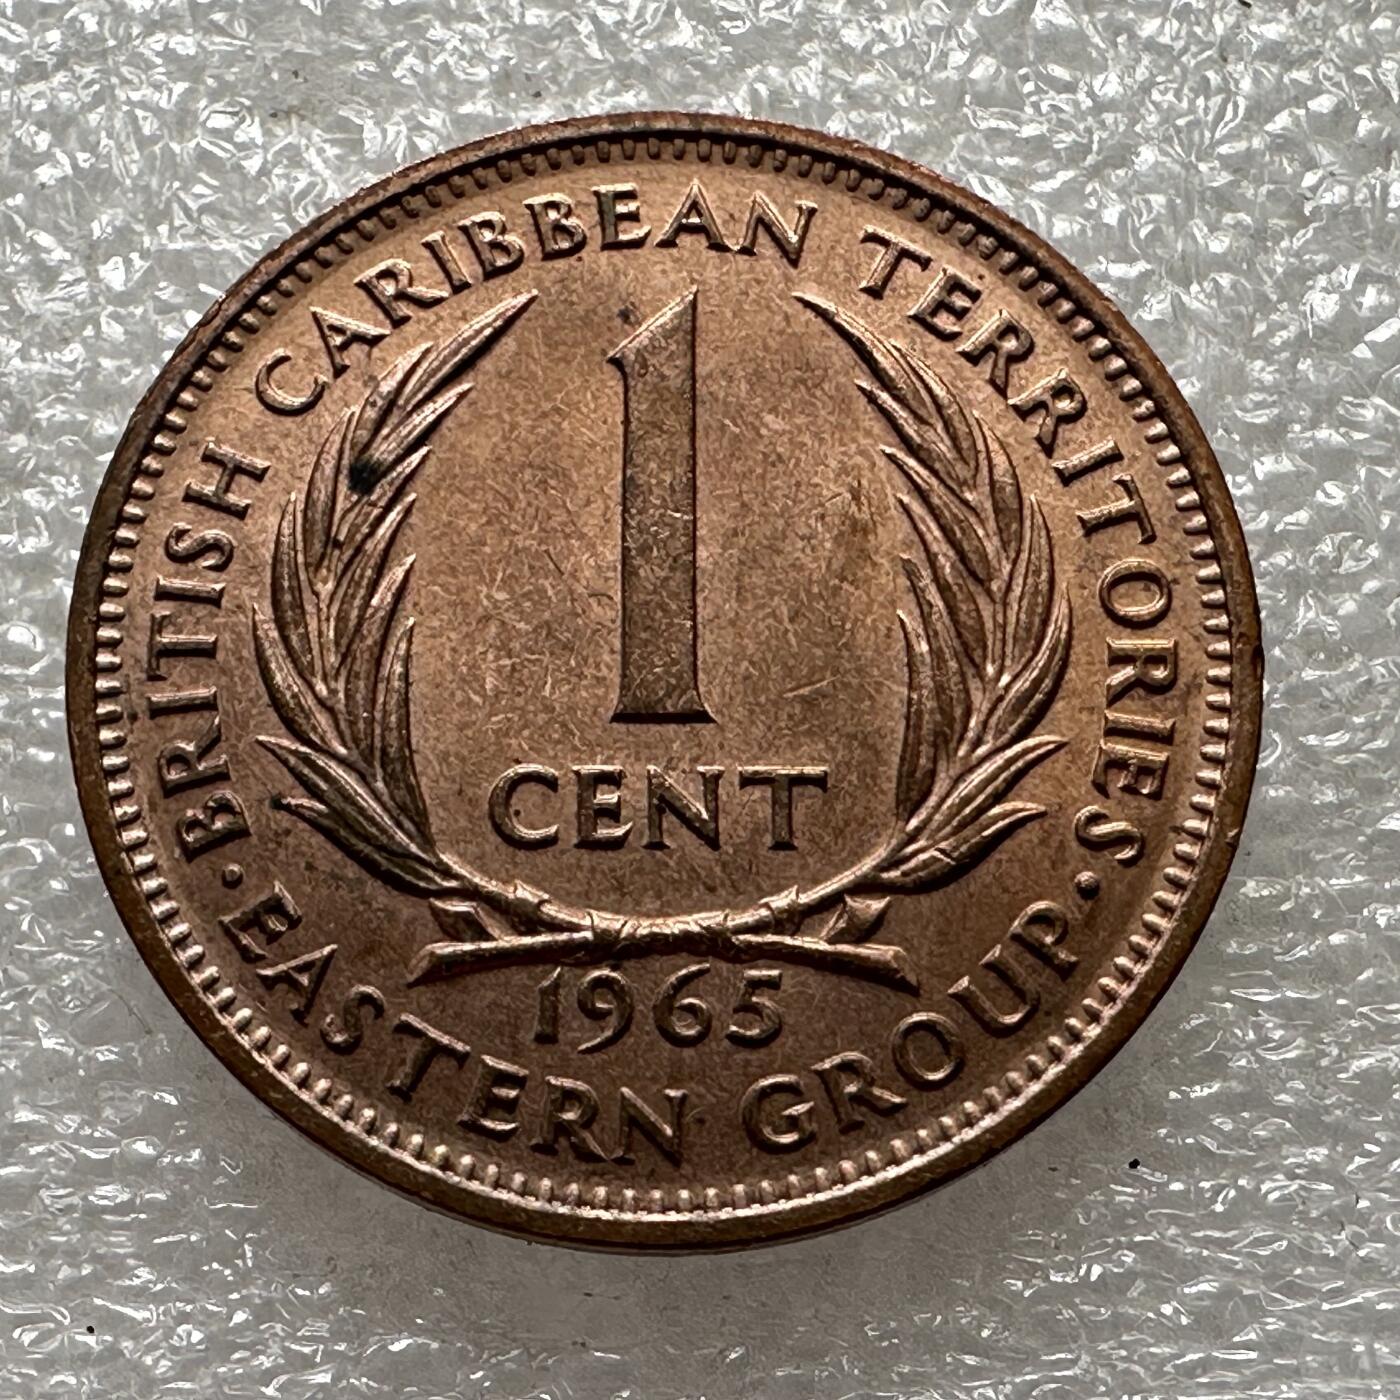 BRITISH CARIBBEAN TERRITORIES
1
CENT
1965
·EASTERN GROUP·